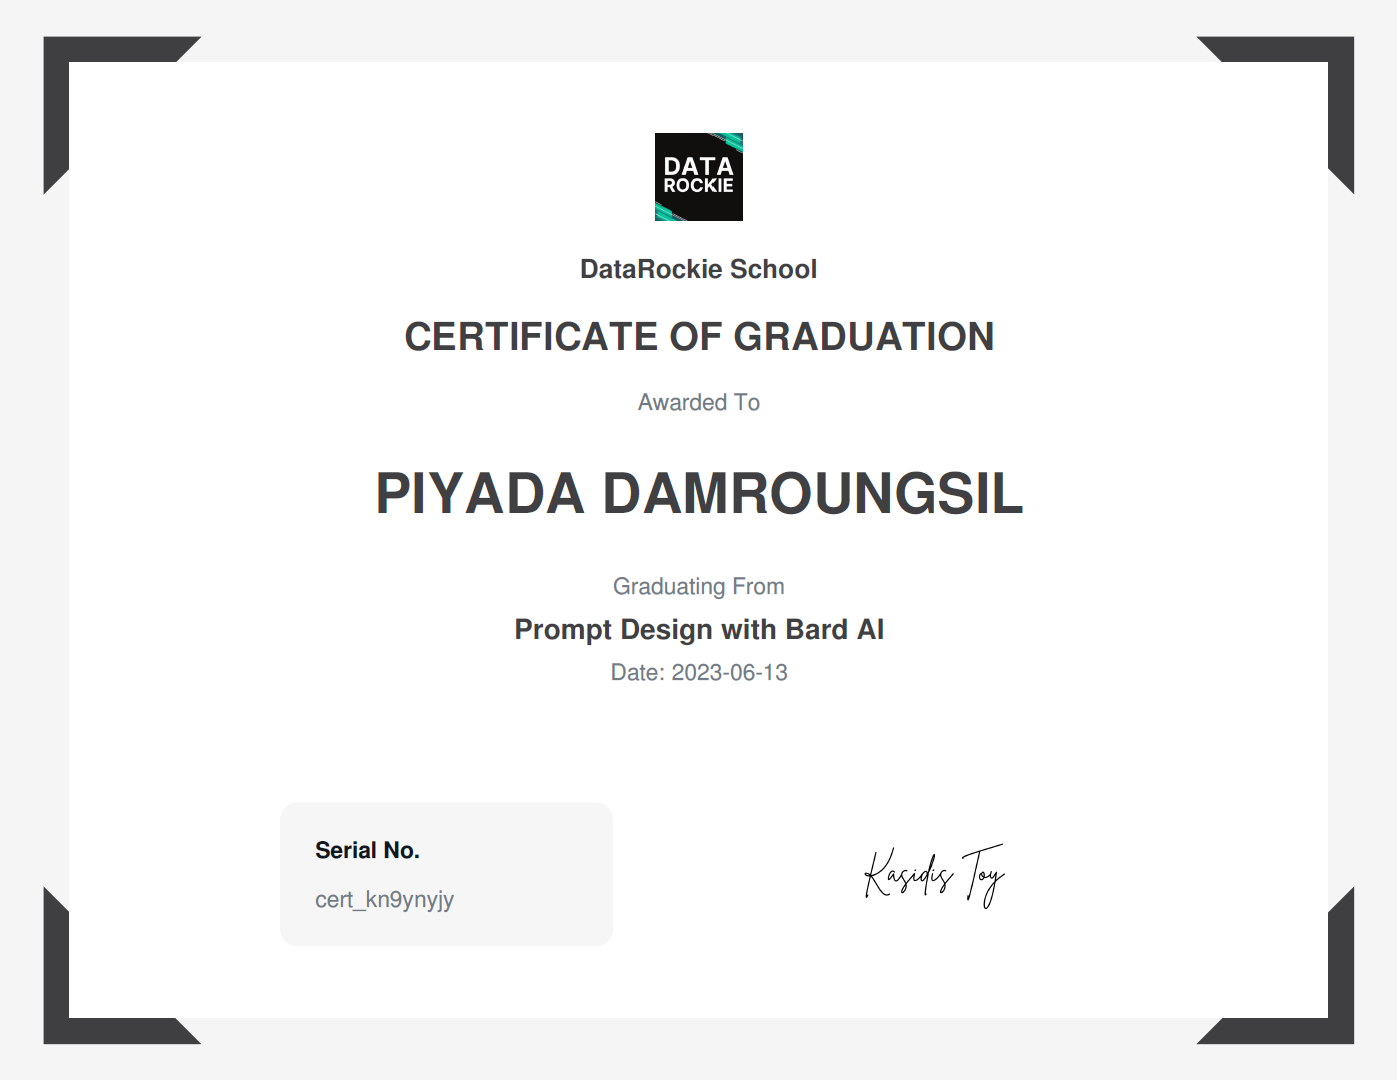 DATA
ROCKIE
DataRockie School
CERTIFICATE OF GRADUATION
Awarded To
PIYADA DAMROUNGSIL
Graduating From
Prompt Design with Bard AI
Date: 2023-06-13
Serial No.
cert_kn9ynyjy
Kasidis Toy